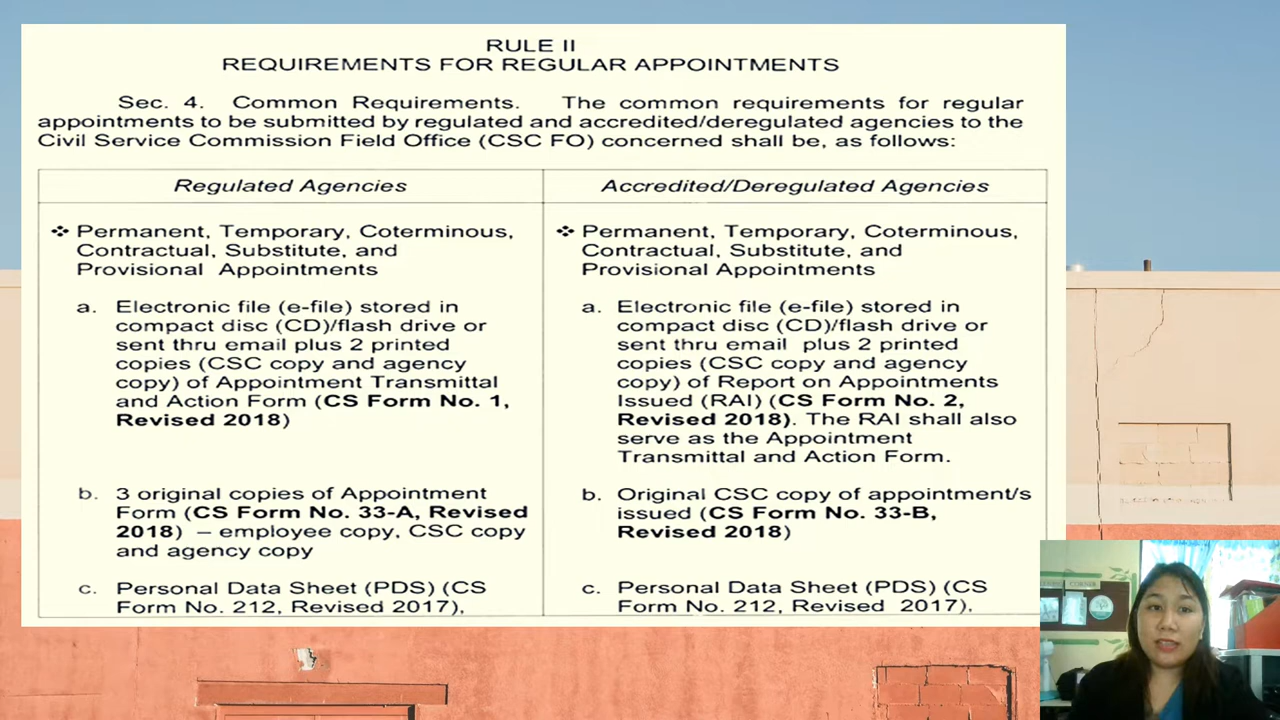 RULE II
REQUIREMENTS FOR REGULAR APPOINTMENTS
Sec. 4. Common Requirements. The common requirements for regular
appointments to be submitted by regulated and accredited/deregulated agencies to the
Civil Service Commission Field Office (CSC FO) concerned shall be, as follows:
Regulated Agencies
❖ Permanent, Temporary, Coterminous,
Contractual, Substitute, and
Provisional Appointments
a. Electronic file (e-file) stored in
compact disc (CD)/flash drive or
sent thru email plus 2 printed
copies (CSC copy and agency
copy) of Appointment Transmittal
and Action Form (CS Form No. 1,
Revised 2018)
b. 3 original copies of Appointment
Form (CS Form No. 33-A, Revised
2018) – employee copy, CSC copy
and agency copy
c. Personal Data Sheet (PDS) (CS
Form No. 212, Revised 2017),
Accredited/Deregulated Agencies
❖ Permanent, Temporary, Coterminous,
Contractual, Substitute, and
Provisional Appointments
a. Electronic file (e-file) stored in
compact disc (CD)/flash drive or
sent thru email plus 2 printed
copies (CSC copy and agency
copy) of Report on Appointments
Issued (RAI) (CS Form No. 2,
Revised 2018). The RAI shall also
serve as the Appointment
Transmittal and Action Form.
b. Original CSC copy of appointment/s
issued (CS Form No. 33-B,
Revised 2018)
c. Personal Data Sheet (PDS) (CS
Form No. 212, Revised 2017),
CORNER